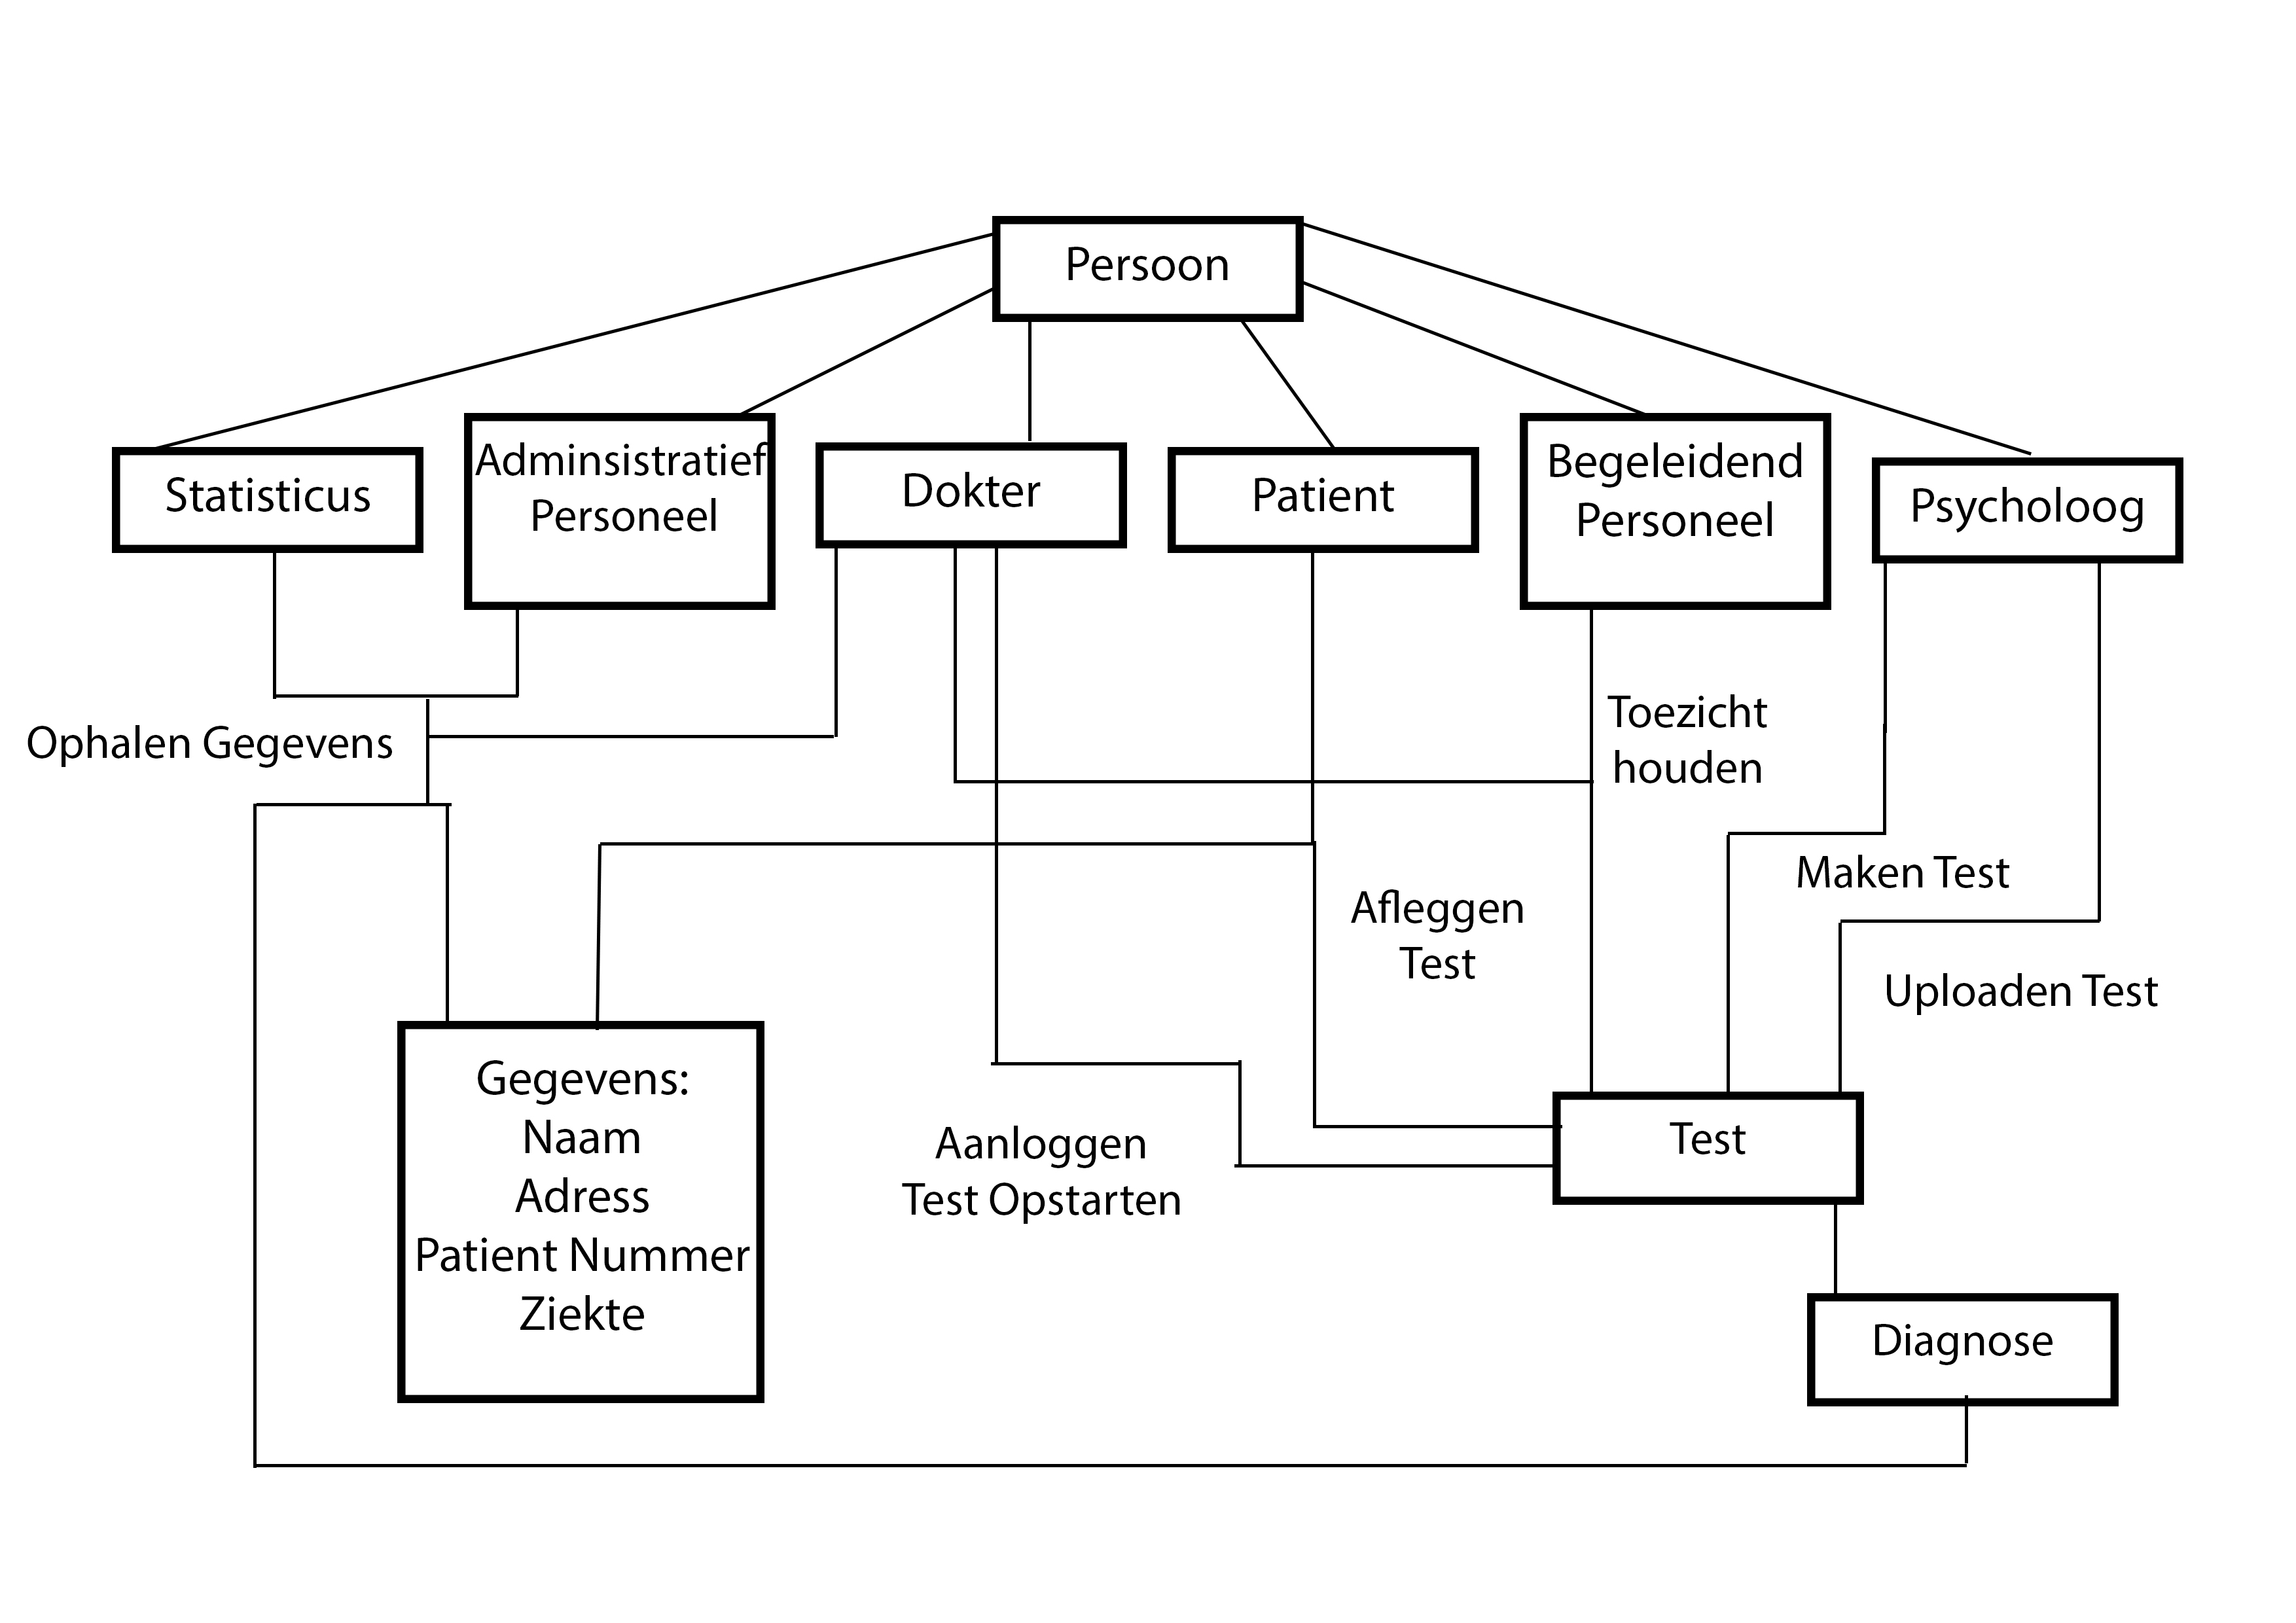 Persoon
Statisticus
Adminsistratief
Personeel
Dokter
Patient
Begeleidend
Personeel
Psycholoog
Ophalen Gegevens
Toezicht
houden
Maken Test
Afleggen
Test
Uploaden Test
Gegevens:
Naam
Adress
Patient Nummer
Ziekte
Aanloggen
Test Opstarten
Test
Diagnose